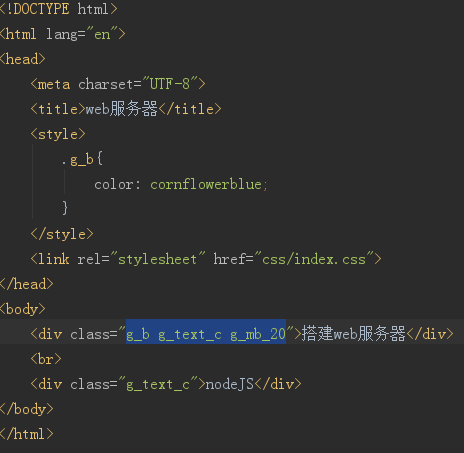 <!DOCTYPE html>
<html lang="en">
<head>
    <meta charset="UTF-8">
    <title>web服务器</title>
    <style>
        .g_b{
            color: cornflowerblue;
        }
    </style>
    <link rel="stylesheet" href="css/index.css">
</head>
<body>
    <div class="g_b g_text_c g_mb_20">搭建web服务器</div>
    <br>
    <div class="g_text_c">nodeJS</div>
</body>
</html>